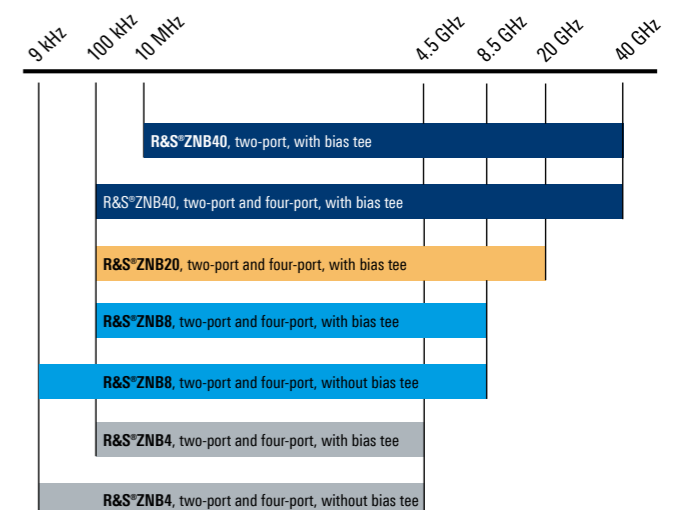 9 kHz
100 kHz
10 MHz
4.5 GHz
8.5 GHz
20 GHz
40 GHz
R&S®ZNB40, two-port, with bias tee
R&S®ZNB40, two-port and four-port, with bias tee
R&S®ZNB20, two-port and four-port, with bias tee
R&S®ZNB8, two-port and four-port, with bias tee
R&S®ZNB8, two-port and four-port, without bias tee
R&S®ZNB4, two-port and four-port, with bias tee
R&S®ZNB4, two-port and four-port, without bias tee